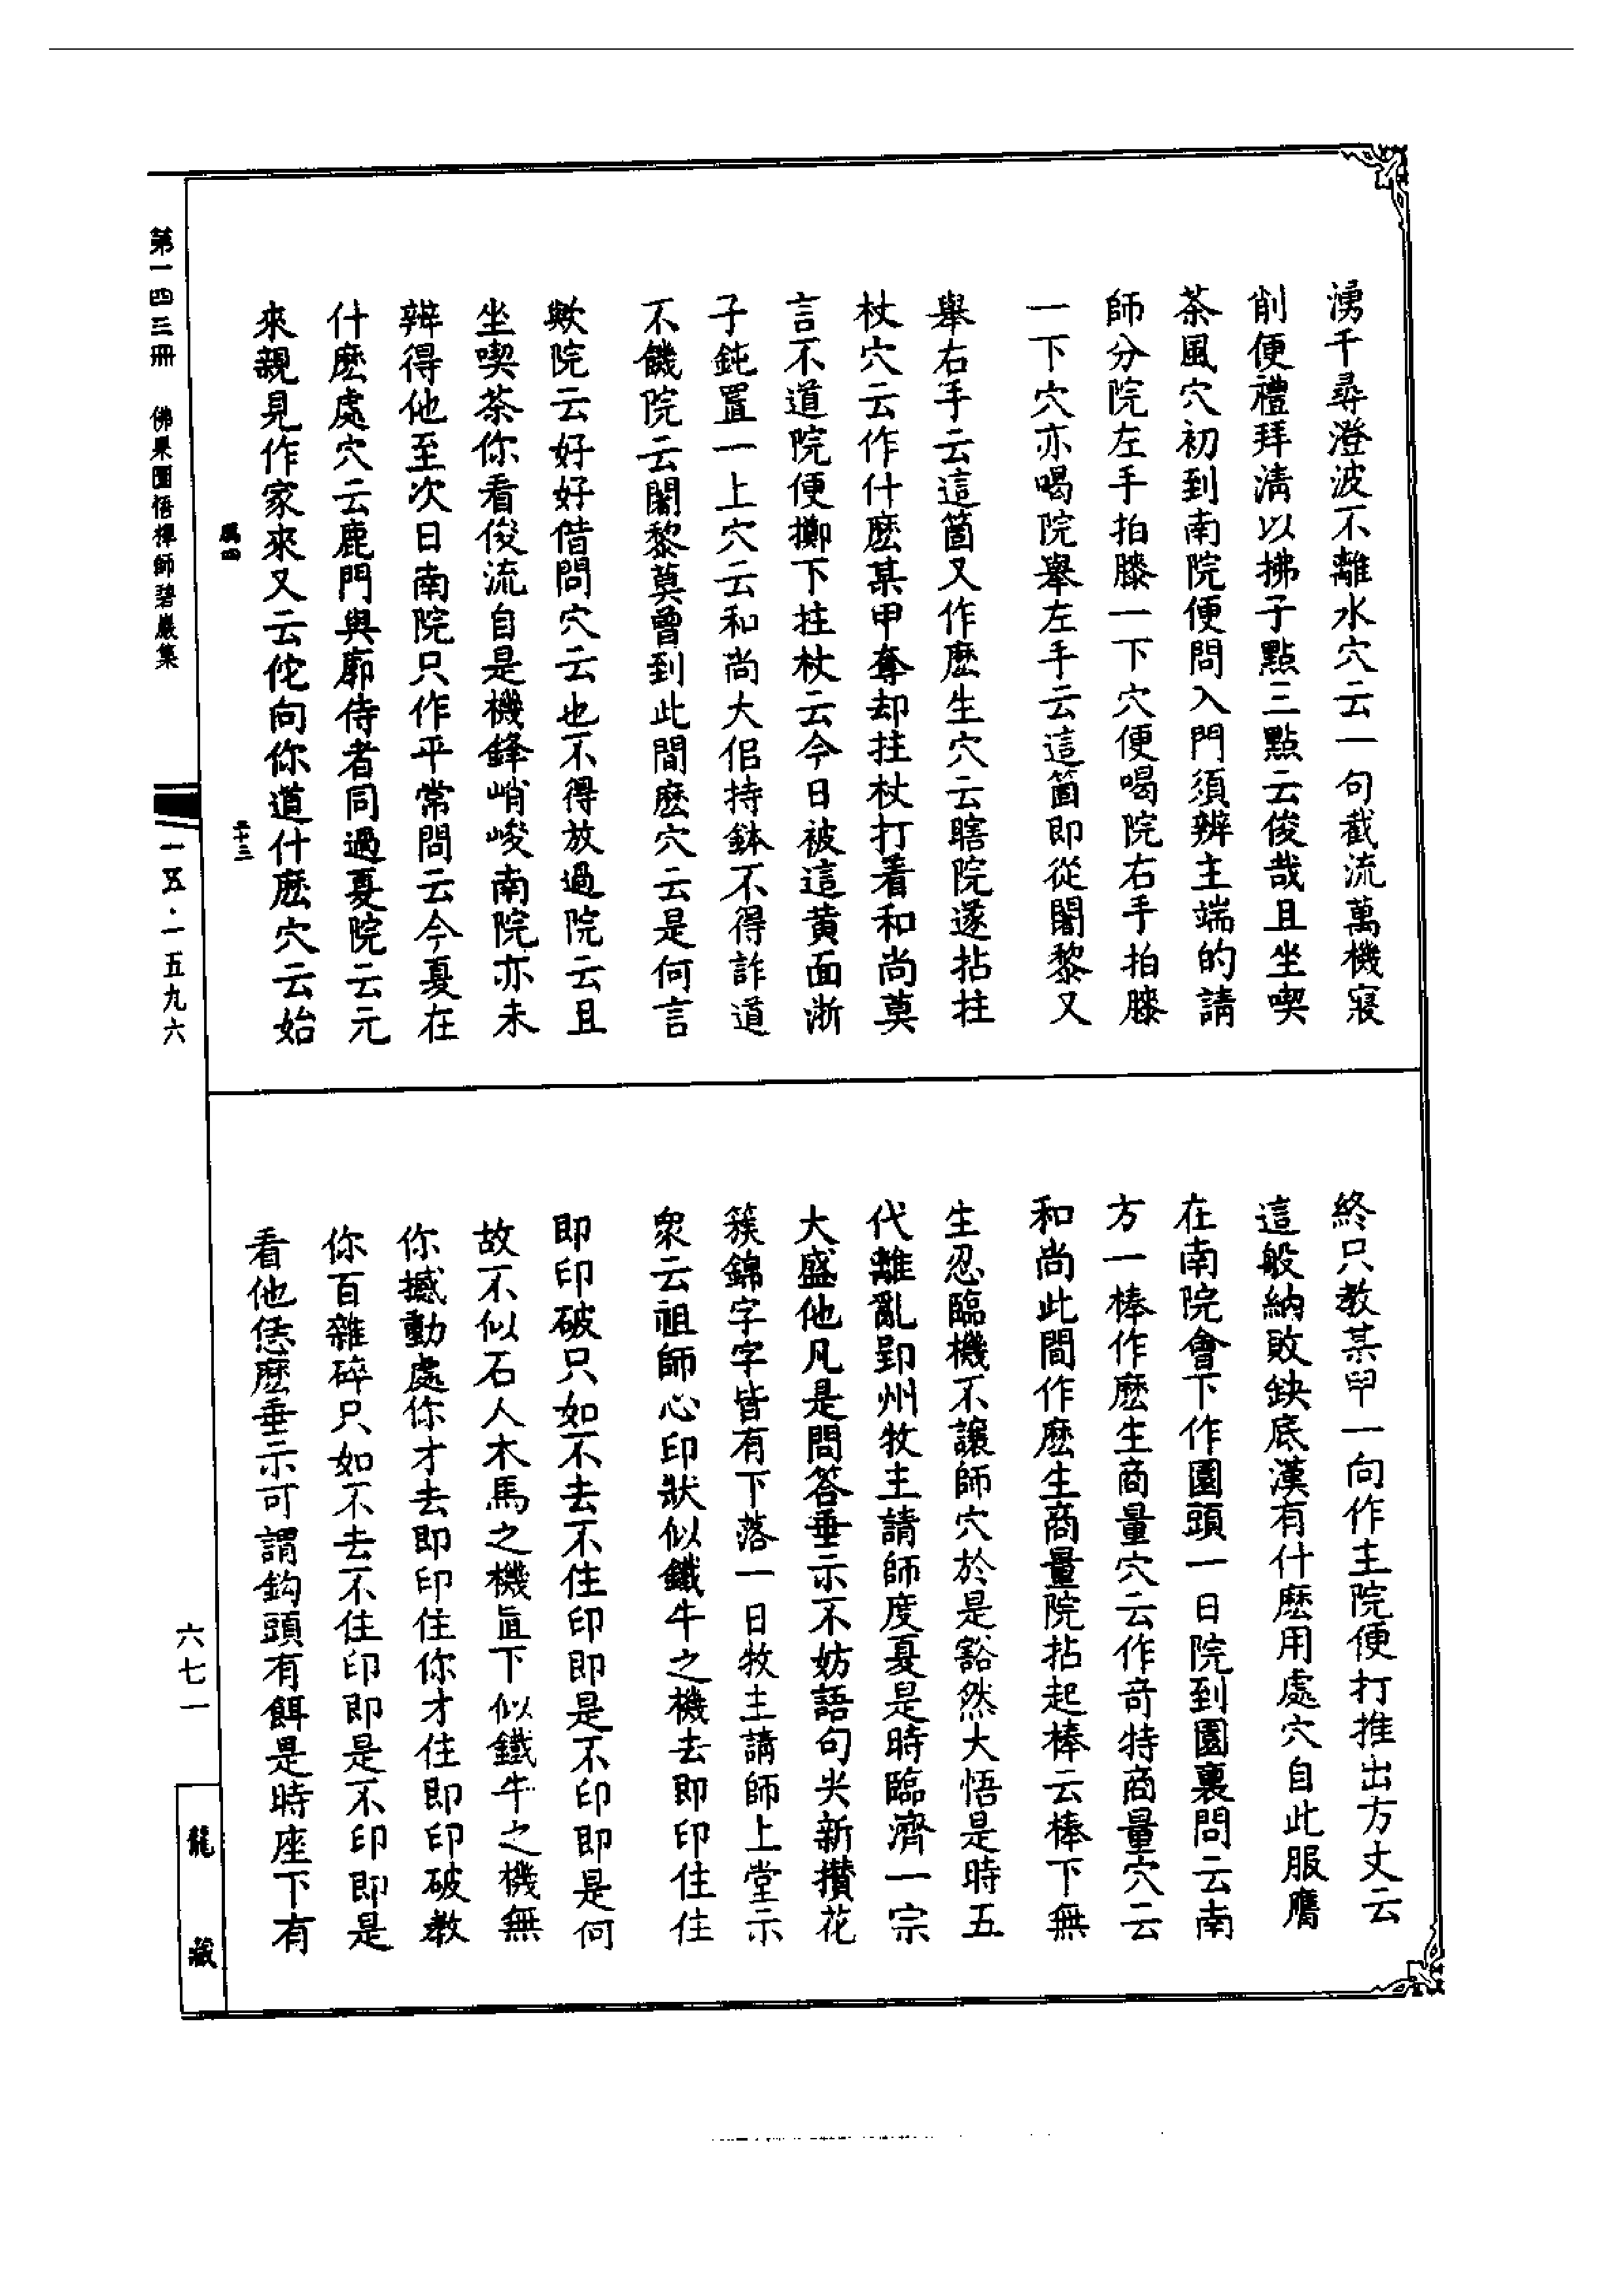 湧千尋澄波不離水穴云一句截流萬機寢
削便禮拜清以拂子點三點云俊哉且坐喫
茶風穴初到南院便問入門須辨主端的請
師分院左手拍膝一下穴便喝院右手拍膝
一下穴亦喝院舉左手云這箇即從闍黎又
舉右手云這箇又作麽生穴云瞎院遂拈拄
杖穴云作什麽某甲奪却拄杖打着和尚莫
言不道院便擲下拄杖云今日被這黄面淅
子鈍置一上穴云和尚大侣持鉢不得詐道
不饑院云闍黎莫曾到此間麽穴云是何言
歟院云好好借問穴云也不得放過院云且
坐喫茶你看俊流自是機鋒峭峻南院亦未
辨得他至次日南院只作平常問云今夏在
什麽處穴云鹿門與廓侍者同過夏院云元
來親見作家來又云佗向你道什麽穴云始
終只教某甲一向作主院便打推出方丈云
這般納敗缺底漢有什麽用處穴自此服膺
在南院會下作園頭一日院到園裏問云南
方一棒作麽生商量穴云作奇特商量穴云
和尚此間作麽生商量院拈起棒云棒下無
生忍臨機不讓師穴於是豁然大悟是時五
代離亂郢州牧主請師度夏是時臨濟一宗
大盛他凡是問答垂示不妨語句尖新攢花
簇錦字字皆有下落一日牧主請師上堂示
衆云祖師心印狀似鐵牛之機去即印住住
即印破只如不去不住印即是不印即是何
故不似石人木馬之機直下似鐵牛之機無
你撼動處你才去即印住你才住即印破教
你百雜碎只如不去不住印即是不印即是
看他恁麽垂示可謂鈎頭有餌是時座下有
鳳四
二十三
第一四三冊 佛果圜悟禪師碧巖集
一五·一五九六
六七一
龍藏